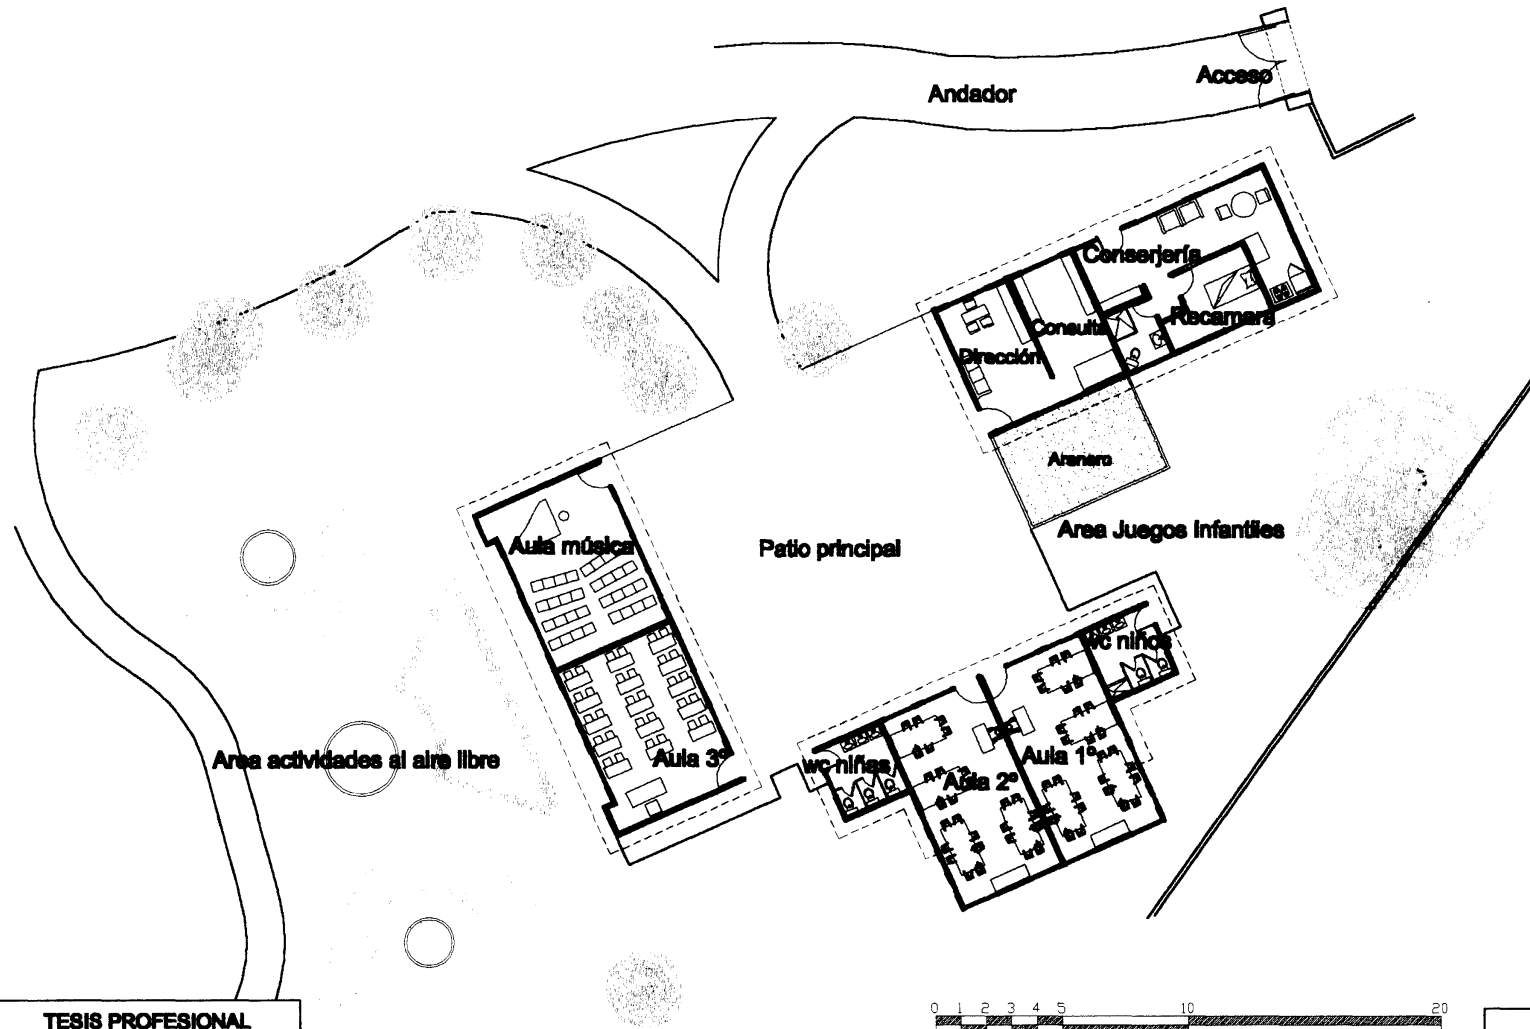 Acceso
Andador
Conserjería
Recamara
Consulta
Dirección
Arenero
Area Juegos Infantiles
Aula música
Patio principal
wc niños
Aula 3º
Aula 1º
wc niñas
Aula 2º
Area actividades al aire libre
0 1 2 3 4 5 10 20
TESIS PROFESIONAL